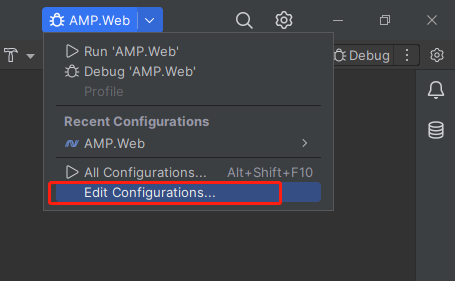 AMP.Web
Run 'AMP.Web'
Debug 'AMP.Web'
Debug
Profile
Recent Configurations
AMP.Web
All Configurations... Alt+Shift+F10
Edit Configurations...